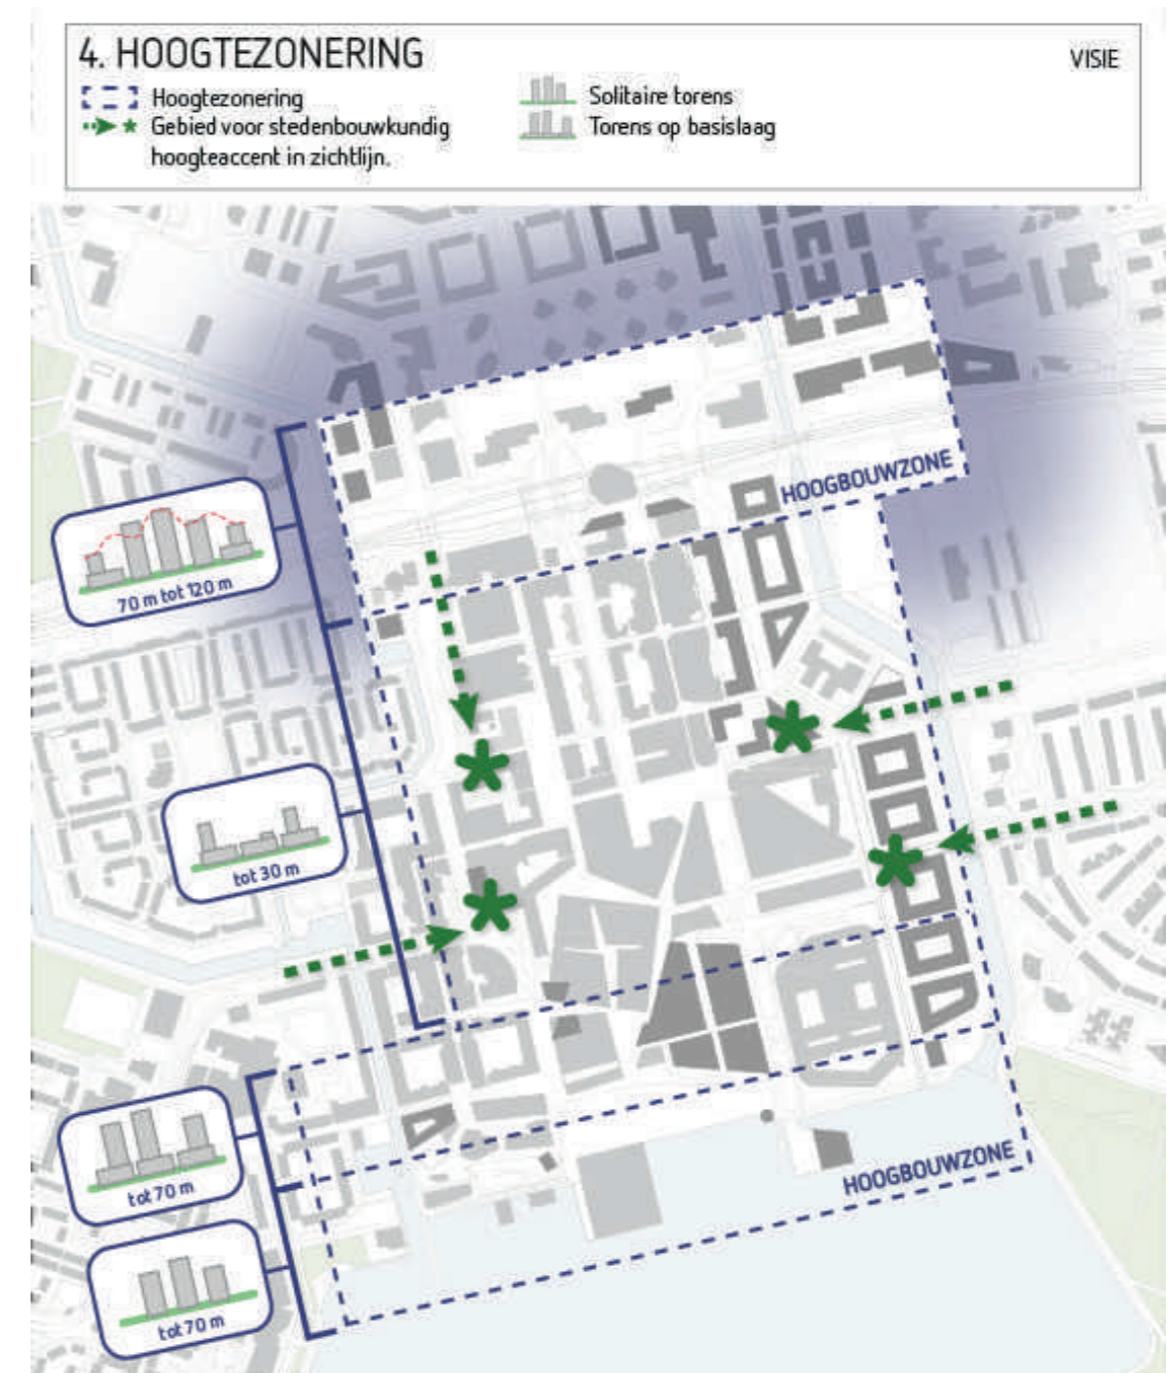 4. HOOGTEZONERING
VISIE
Hoogtezonering
Gebied voor stedenbouwkundig
hoogteaccent in zichtlijn.
Solitaire torens
Torens op basislaag
HOOGBOUWZONE
70 m tot 120 m
tot 30 m
tot 70 m
HOOGBOUWZONE
tot 70 m